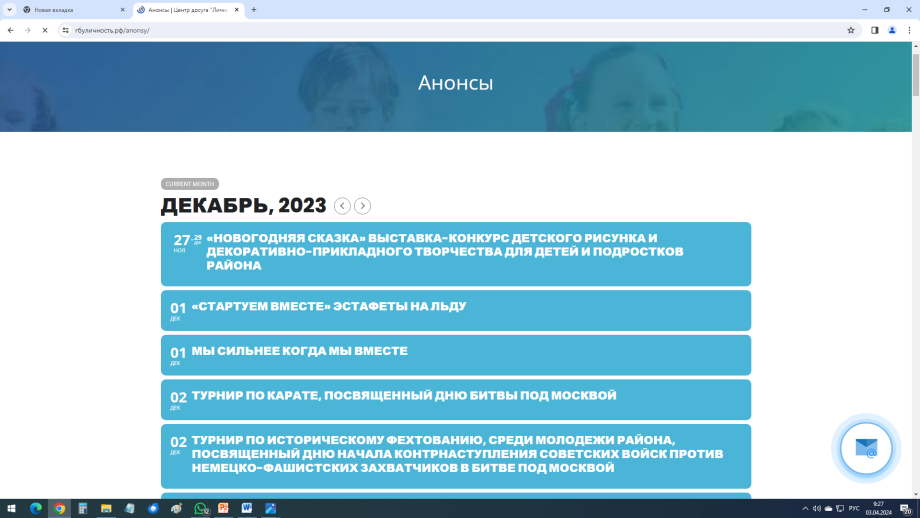 Новая вкладка
Анонсы | Центр досуга "Личн
гбуличность.рф/anonsy/
Анонсы
CURRENT MONTH
ДЕКАБРЬ, 2023
27 - 29
НОЯ ДЕК
«НОВОГОДНЯЯ СКАЗКА» ВЫСТАВКА-КОНКУРС ДЕТСКОГО РИСУНКА И
ДЕКОРАТИВНО-ПРИКЛАДНОГО ТВОРЧЕСТВА ДЛЯ ДЕТЕЙ И ПОДРОСТКОВ
РАЙОНА
01 «СТАРТУЕМ ВМЕСТЕ» ЭСТАФЕТЫ НА ЛЬДУ
ДЕК
01 МЫ СИЛЬНЕЕ КОГДА МЫ ВМЕСТЕ
ДЕК
02 ТУРНИР ПО КАРАТЕ, ПОСВЯЩЕННЫЙ ДНЮ БИТВЫ ПОД МОСКВОЙ
ДЕК
02 ТУРНИР ПО ИСТОРИЧЕСКОМУ ФЕХТОВАНИЮ, СРЕДИ МОЛОДЕЖИ РАЙОНА,
ДЕК ПОСВЯЩЕННЫЙ ДНЮ НАЧАЛА КОНТРНАСТУПЛЕНИЯ СОВЕТСКИХ ВОЙСК ПРОТИВ
НЕМЕЦКО-ФАШИСТСКИХ ЗАХВАТЧИКОВ В БИТВЕ ПОД МОСКВОЙ
РУС
9:27
03.04.2024
20